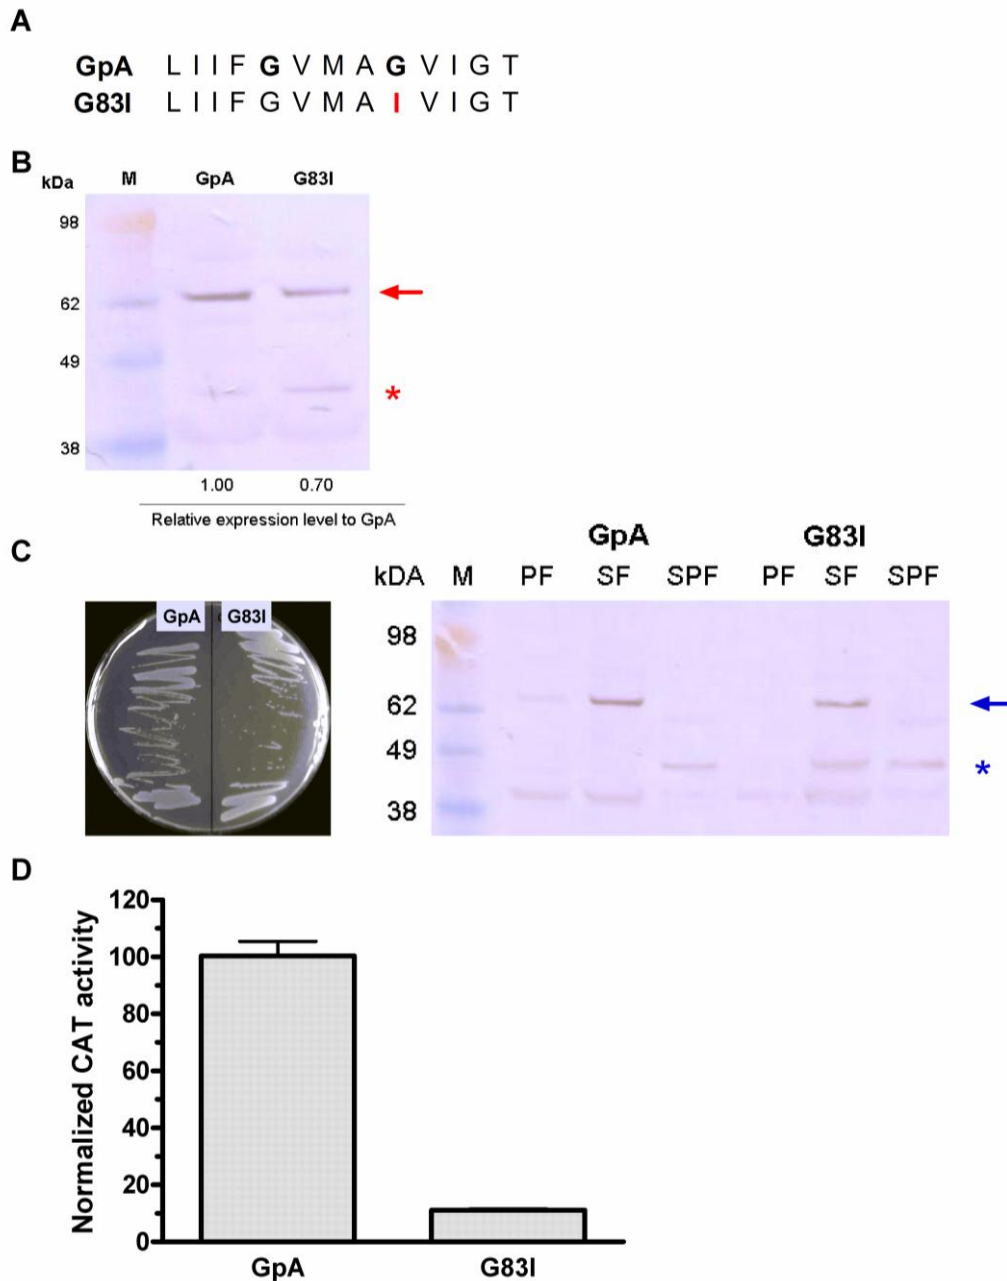 A
GpA L I I F G V M A G V I G T
G83I L I I F G V M A I V I G T
B
kDa M GpA G83I
98
62
49
*
38
1.00 0.70
Relative expression level to GpA
C
GpA G83I
GpA G83I
kDA M PF SF SPF PF SF SPF
98
62
49
*
38
D
Normalized CAT activity
120
100
80
60
40
20
0
GpA G83I